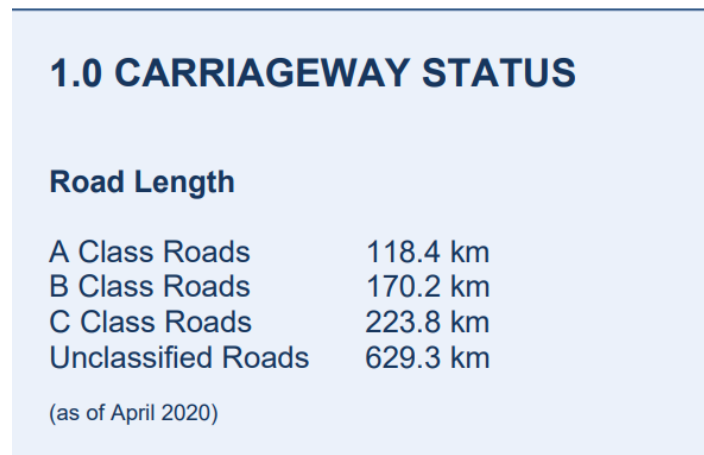 1.0 CARRIAGEWAY STATUS
Road Length
A Class Roads 118.4 km
B Class Roads 170.2 km
C Class Roads 223.8 km
Unclassified Roads 629.3 km
(as of April 2020)